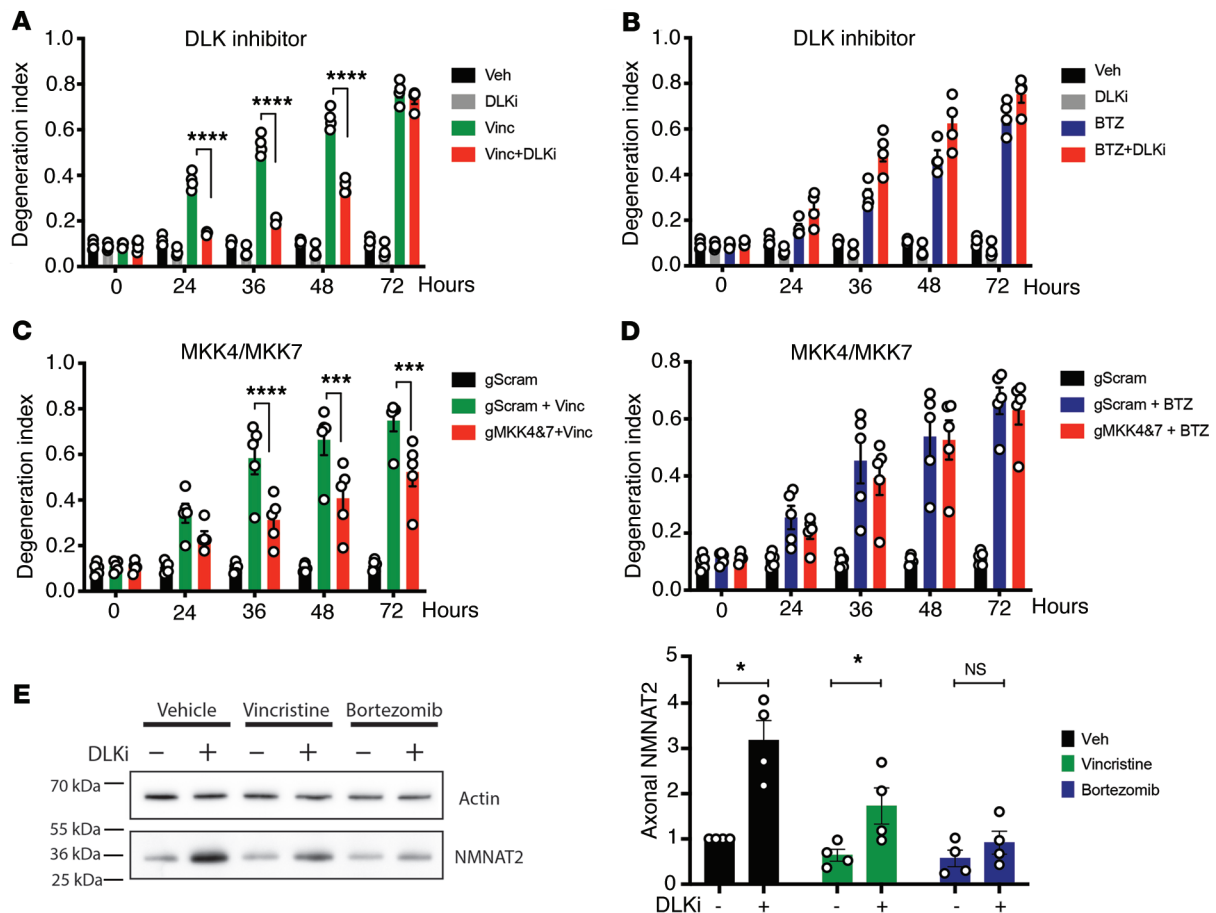 A
DLK inhibitor
Degeneration index
1.0
0.8
0.6
0.4
0.2
0.0
****
****
****
0 24 36 48 72 Hours
Veh
DLKi
Vinc
Vinc+DLKi
B
DLK inhibitor
Degeneration index
1.0
0.8
0.6
0.4
0.2
0.0
0 24 36 48 72 Hours
Veh
DLKi
BTZ
BTZ+DLKi
C
MKK4/MKK7
Degeneration index
1.0
0.8
0.6
0.4
0.2
0.0
****
***
***
0 24 36 48 72 Hours
gScram
gScram + Vinc
gMKK4&7+Vinc
D
MKK4/MKK7
Degeneration index
0.8
0.6
0.4
0.2
0.0
0 24 36 48 72 Hours
gScram
gScram + BTZ
gMKK4&7 + BTZ
E
Vehicle Vincristine Bortezomib
DLKi − + − + − +
70 kDa
Actin
55 kDa
36 kDa
NMNAT2
25 kDa
Axonal NMNAT2
5
4
3
2
1
0
*
*
NS
DLKi - + - + - +
Veh
Vincristine
Bortezomib